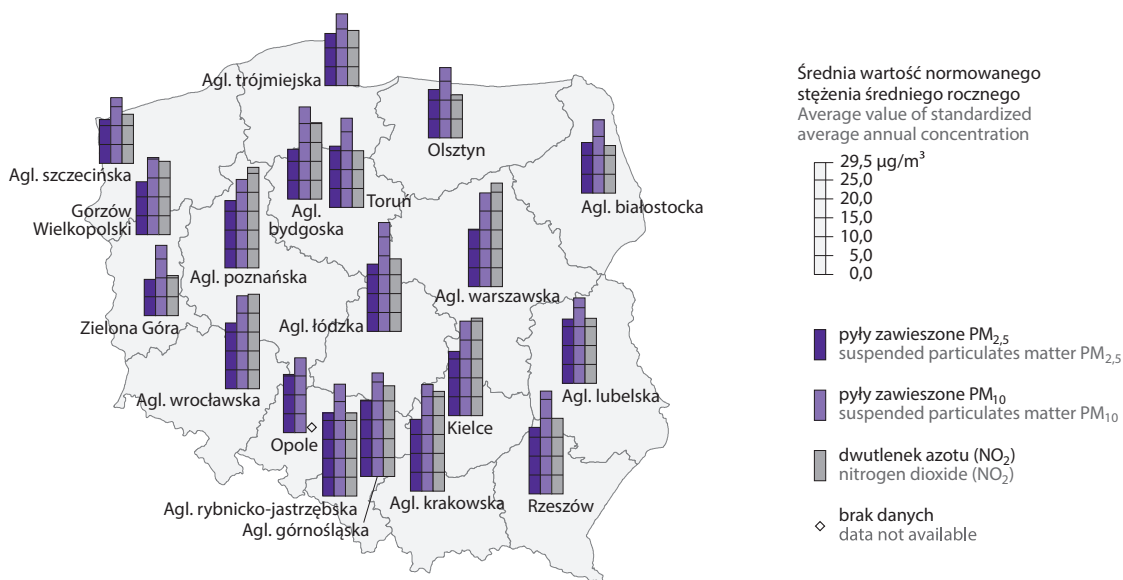 Agl. trójmiejska
Agl. szczecińska
Olsztyn
Agl. białostocka
Gorzów
Wielkopolski
Agl.
bydgoska
Toruń
Agl. poznańska
Agl. warszawska
Zielona Góra
Agl. łódzka
Agl. wrocławska
Agl. lubelska
Opole
Kielce
Agl. rybnicko-jastrzębska
Agl. górnośląska
Agl. krakowska
Rzeszów
Średnia wartość normowanego
stężenia średniego rocznego
Average value of standardized
average annual concentration
29,5 µg/m³
25,0
20,0
15,0
10,0
5,0
0,0
pyły zawieszone PM2,5
suspended particulates matter PM2,5
pyły zawieszone PM10
suspended particulates matter PM10
dwutlenek azotu (NO2)
nitrogen dioxide (NO2)
brak danych
data not available